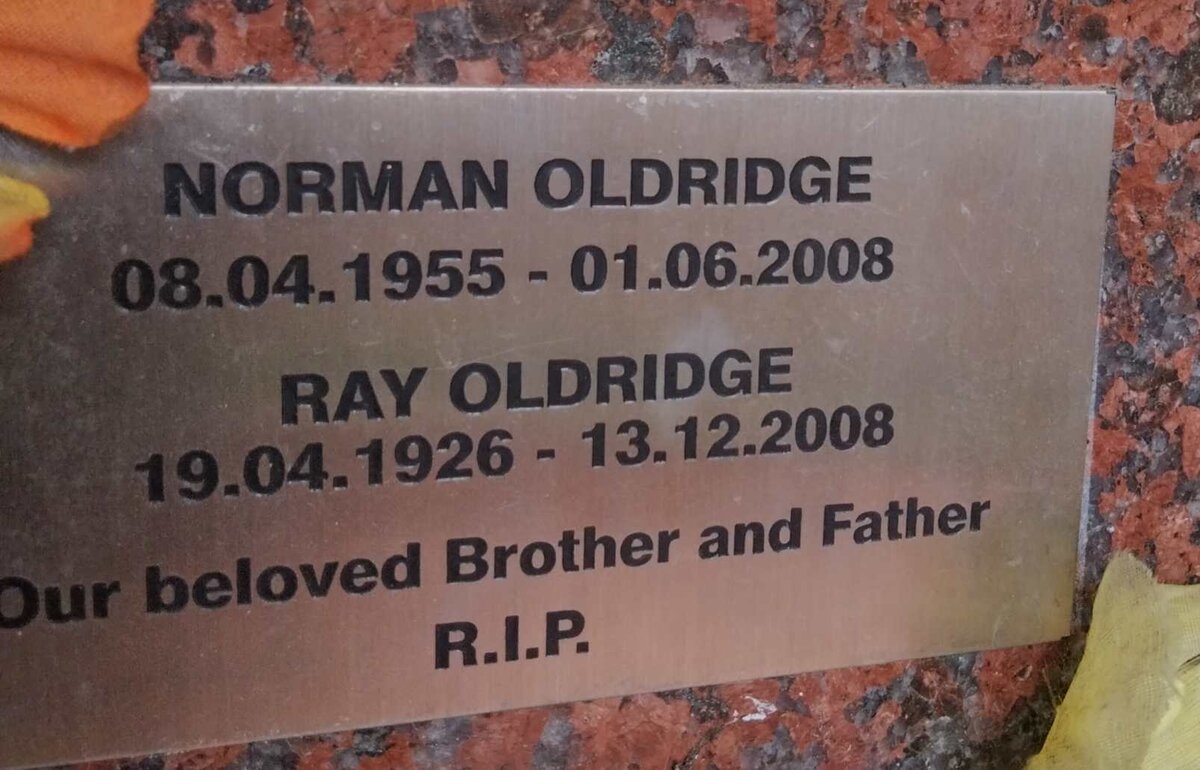 NORMAN OLDRIDGE
08.04.1955 - 01.06.2008
RAY OLDRIDGE
19.04.1926 - 13.12.2008
Our beloved Brother and Father
R.I.P.